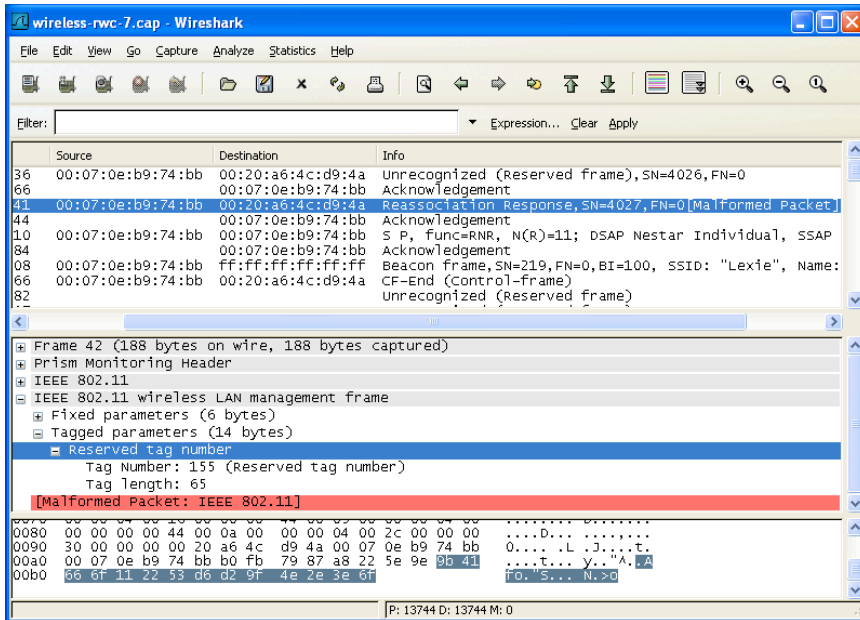 wireless-rwc-7.cap - Wireshark
File Edit View Go Capture Analyze Statistics Help
Filter: Expression... Clear Apply
Source Destination Info
36 00:07:0e:b9:74:bb 00:20:a6:4c:d9:4a Unrecognized (Reserved frame),SN=4026,FN=0
66 00:07:0e:b9:74:bb Acknowledgement
41 00:07:0e:b9:74:bb 00:20:a6:4c:d9:4a Reassociation Response,SN=4027,FN=0[Malformed Packet]
44 00:07:0e:b9:74:bb Acknowledgement
10 00:07:0e:b9:74:bb 00:20:a6:4c:d9:4a S P, func=RNR, N(R)=11; DSAP Nestar Individual, SSAP
84 00:07:0e:b9:74:bb Acknowledgement
08 00:07:0e:b9:74:bb ff:ff:ff:ff:ff:ff Beacon frame,SN=219,FN=0,BI=100, SSID: "Lexie", Name:
66 00:07:0e:b9:74:bb 00:20:a6:4c:d9:4a CF-End (Control-frame)
82 Unrecognized (Reserved frame)
Frame 42 (188 bytes on wire, 188 bytes captured)
Prism Monitoring Header
IEEE 802.11
IEEE 802.11 wireless LAN management frame
Fixed parameters (6 bytes)
Tagged parameters (14 bytes)
Reserved tag number
Tag Number: 155 (Reserved tag number)
Tag length: 65
[Malformed Packet: IEEE 802.11]
0080 00 00 00 00 44 00 0a 00 00 00 04 00 2c 00 00 00 ....D... ....,...
0090 30 00 00 00 00 20 a6 4c d9 4a 00 07 0e b9 74 bb 0.... .L .J....t.
00a0 00 07 0e b9 74 bb b0 fb 79 87 a8 22 5e 9e 9b 41 ....t... y.."^..A
00b0 66 6f 11 22 53 d6 d2 9f 4e 2e 3e 6f fo."S... N.>o
P: 13744 D: 13744 M: 0